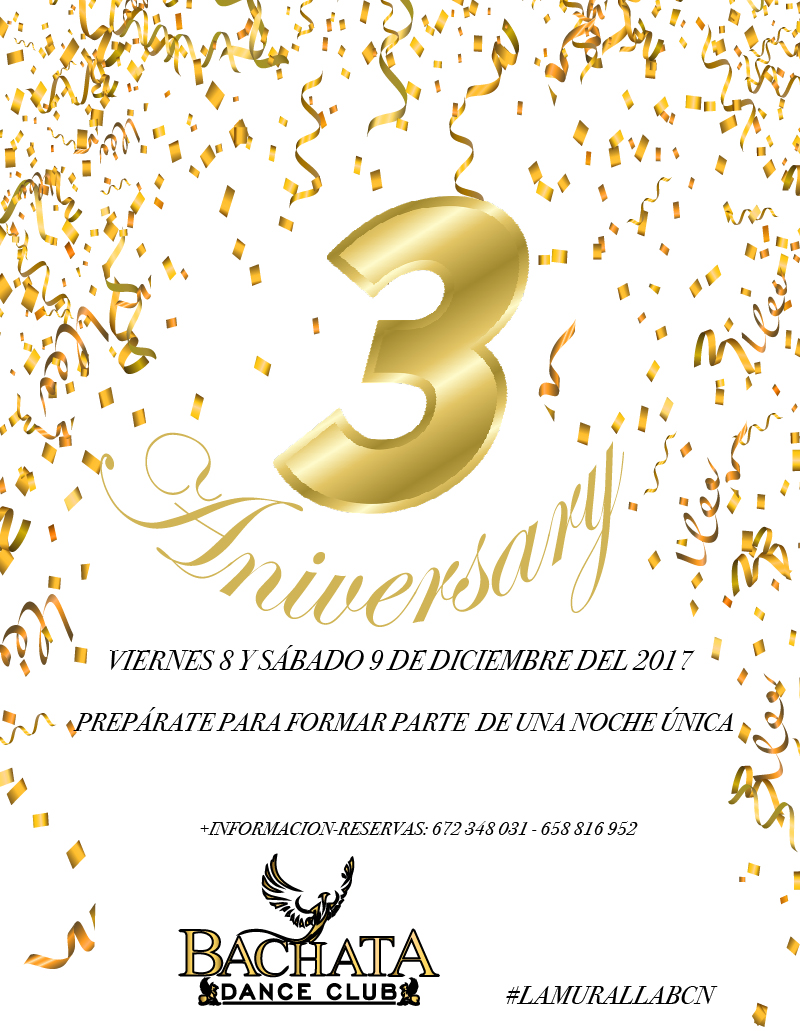 3
Aniversary
VIERNES 8 Y SÁBADO 9 DE DICIEMBRE DEL 2017
PREPÁRATE PARA FORMAR PARTE DE UNA NOCHE ÚNICA
+INFORMACION-RESERVAS: 672 348 031 - 658 816 952
BACHATA
DANCE CLUB
#LAMURALLABCN